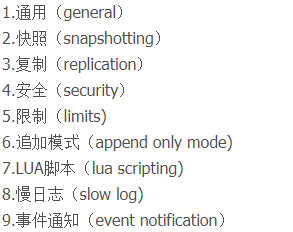 1.通用（general）
2.快照（snapshotting）
3.复制（replication）
4.安全（security）
5.限制（limits)
6.追加模式（append only mode)
7.LUA脚本（lua scripting)
8.慢日志（slow log)
9.事件通知（event notification）